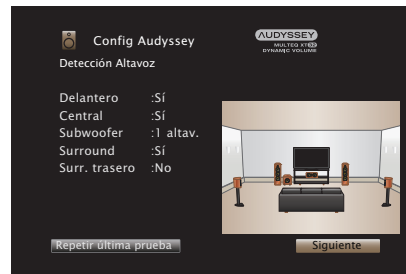 Config Audyssey
AUDYSSEY
MULTEQ XT32
DYNAMIC VOLUME
Detección Altavoz
Delantero :Sí
Central :Sí
Subwoofer :1 altav.
Surround :Sí
Surr. trasero :No
Repetir última prueba
Siguiente